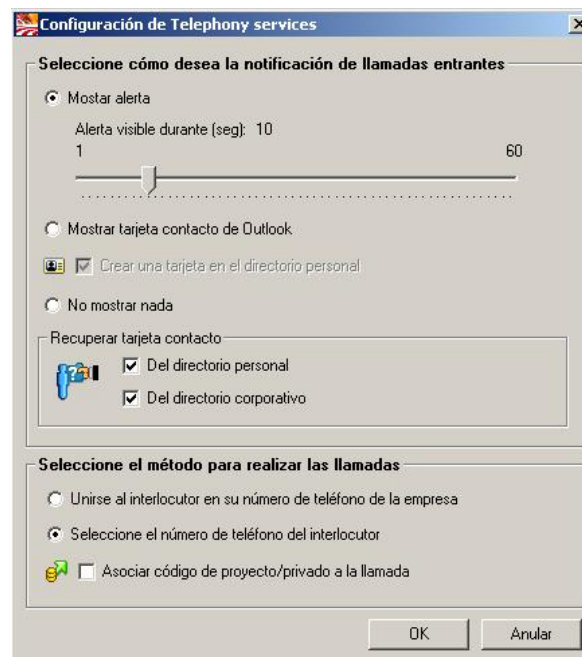 Configuración de Telephony services
Seleccione cómo desea la notificación de llamadas entrantes
Mostar alerta
Alerta visible durante (seg): 10
1 60
Mostrar tarjeta contacto de Outlook
Crear una tarjeta en el directorio personal
No mostrar nada
Recuperar tarjeta contacto
Del directorio personal
Del directorio corporativo
Seleccione el método para realizar las llamadas
Unirse al interlocutor en su número de teléfono de la empresa
Seleccione el número de teléfono del interlocutor
Asociar código de proyecto/privado a la llamada
OK Anular